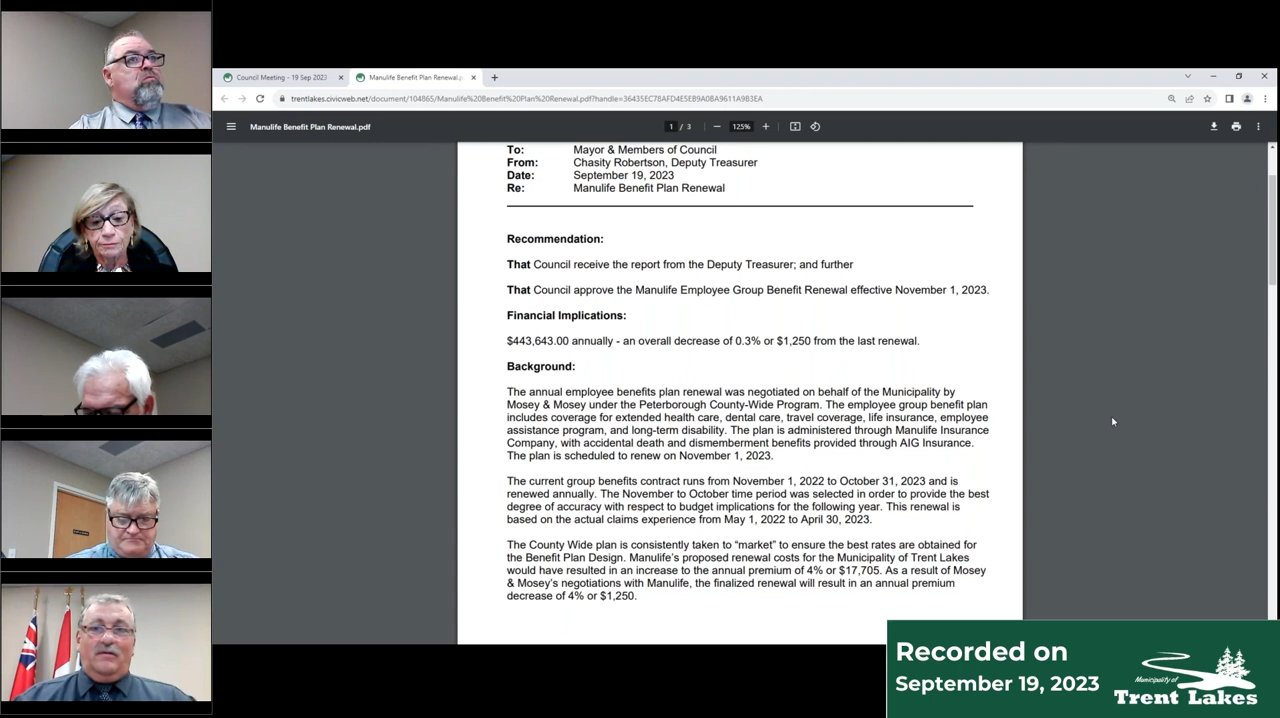 Council Meeting - 19 Sep 2023
Manulife Benefit Plan Renewal.p
trentlakes.civicweb.net/document/104865/Manulife%20Benefit%20Plan%20Renewal.pdf?handle=36435EC78AFD4E5EB9A0BA9611A9B3EA
Manulife Benefit Plan Renewal.pdf
1 / 3
125%
To: Mayor & Members of Council
From: Chasity Robertson, Deputy Treasurer
Date: September 19, 2023
Re: Manulife Benefit Plan Renewal
Recommendation:
That Council receive the report from the Deputy Treasurer; and further
That Council approve the Manulife Employee Group Benefit Renewal effective November 1, 2023.
Financial Implications:
$443,643.00 annually - an overall decrease of 0.3% or $1,250 from the last renewal.
Background:
The annual employee benefits plan renewal was negotiated on behalf of the Municipality by
Mosey & Mosey under the Peterborough County-Wide Program. The employee group benefit plan
includes coverage for extended health care, dental care, travel coverage, life insurance, employee
assistance program, and long-term disability. The plan is administered through Manulife Insurance
Company, with accidental death and dismemberment benefits provided through AIG Insurance.
The plan is scheduled to renew on November 1, 2023.
The current group benefits contract runs from November 1, 2022 to October 31, 2023 and is
renewed annually. The November to October time period was selected in order to provide the best
degree of accuracy with respect to budget implications for the following year. This renewal is
based on the actual claims experience from May 1, 2022 to April 30, 2023.
The County Wide plan is consistently taken to “market” to ensure the best rates are obtained for
the Benefit Plan Design. Manulife’s proposed renewal costs for the Municipality of Trent Lakes
would have resulted in an increase to the annual premium of 4% or $17,705. As a result of Mosey
& Mosey’s negotiations with Manulife, the finalized renewal will result in an annual premium
decrease of 4% or $1,250.
Recorded on
September 19, 2023
Municipality of
Trent Lakes